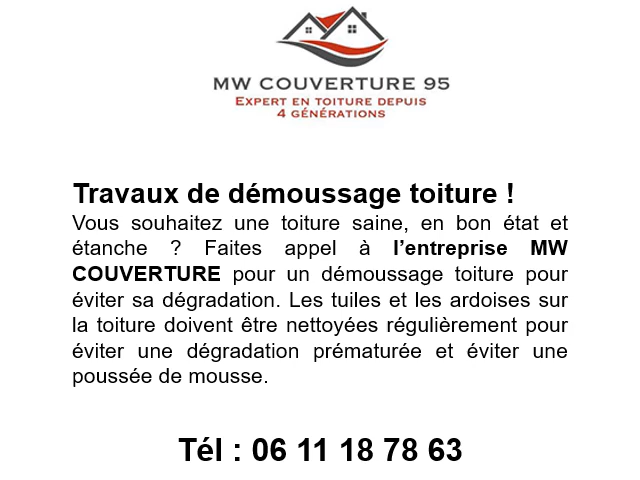 MW COUVERTURE 95
EXPERT EN TOITURE DEPUIS
4 GÉNÉRATIONS
Travaux de démoussage toiture !
Vous souhaitez une toiture saine, en bon état et
étanche ? Faites appel à l’entreprise MW
COUVERTURE pour un démoussage toiture pour
éviter sa dégradation. Les tuiles et les ardoises sur
la toiture doivent être nettoyées régulièrement pour
éviter une dégradation prématurée et éviter une
poussée de mousse.
Tél : 06 11 18 78 63